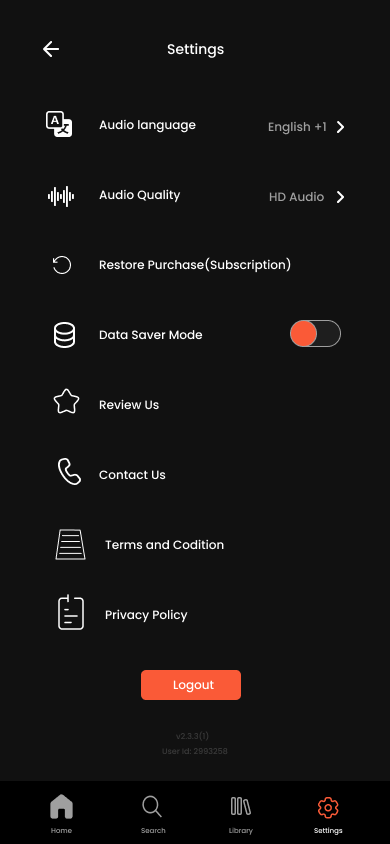 Settings
Audio language
English +1
Audio Quality
HD Audio
Restore Purchase(Subscription)
Data Saver Mode
Review Us
Contact Us
Terms and Codition
Privacy Policy
Logout
v2.3.3(1)
User Id: 2993258
Home
Search
Library
Settings